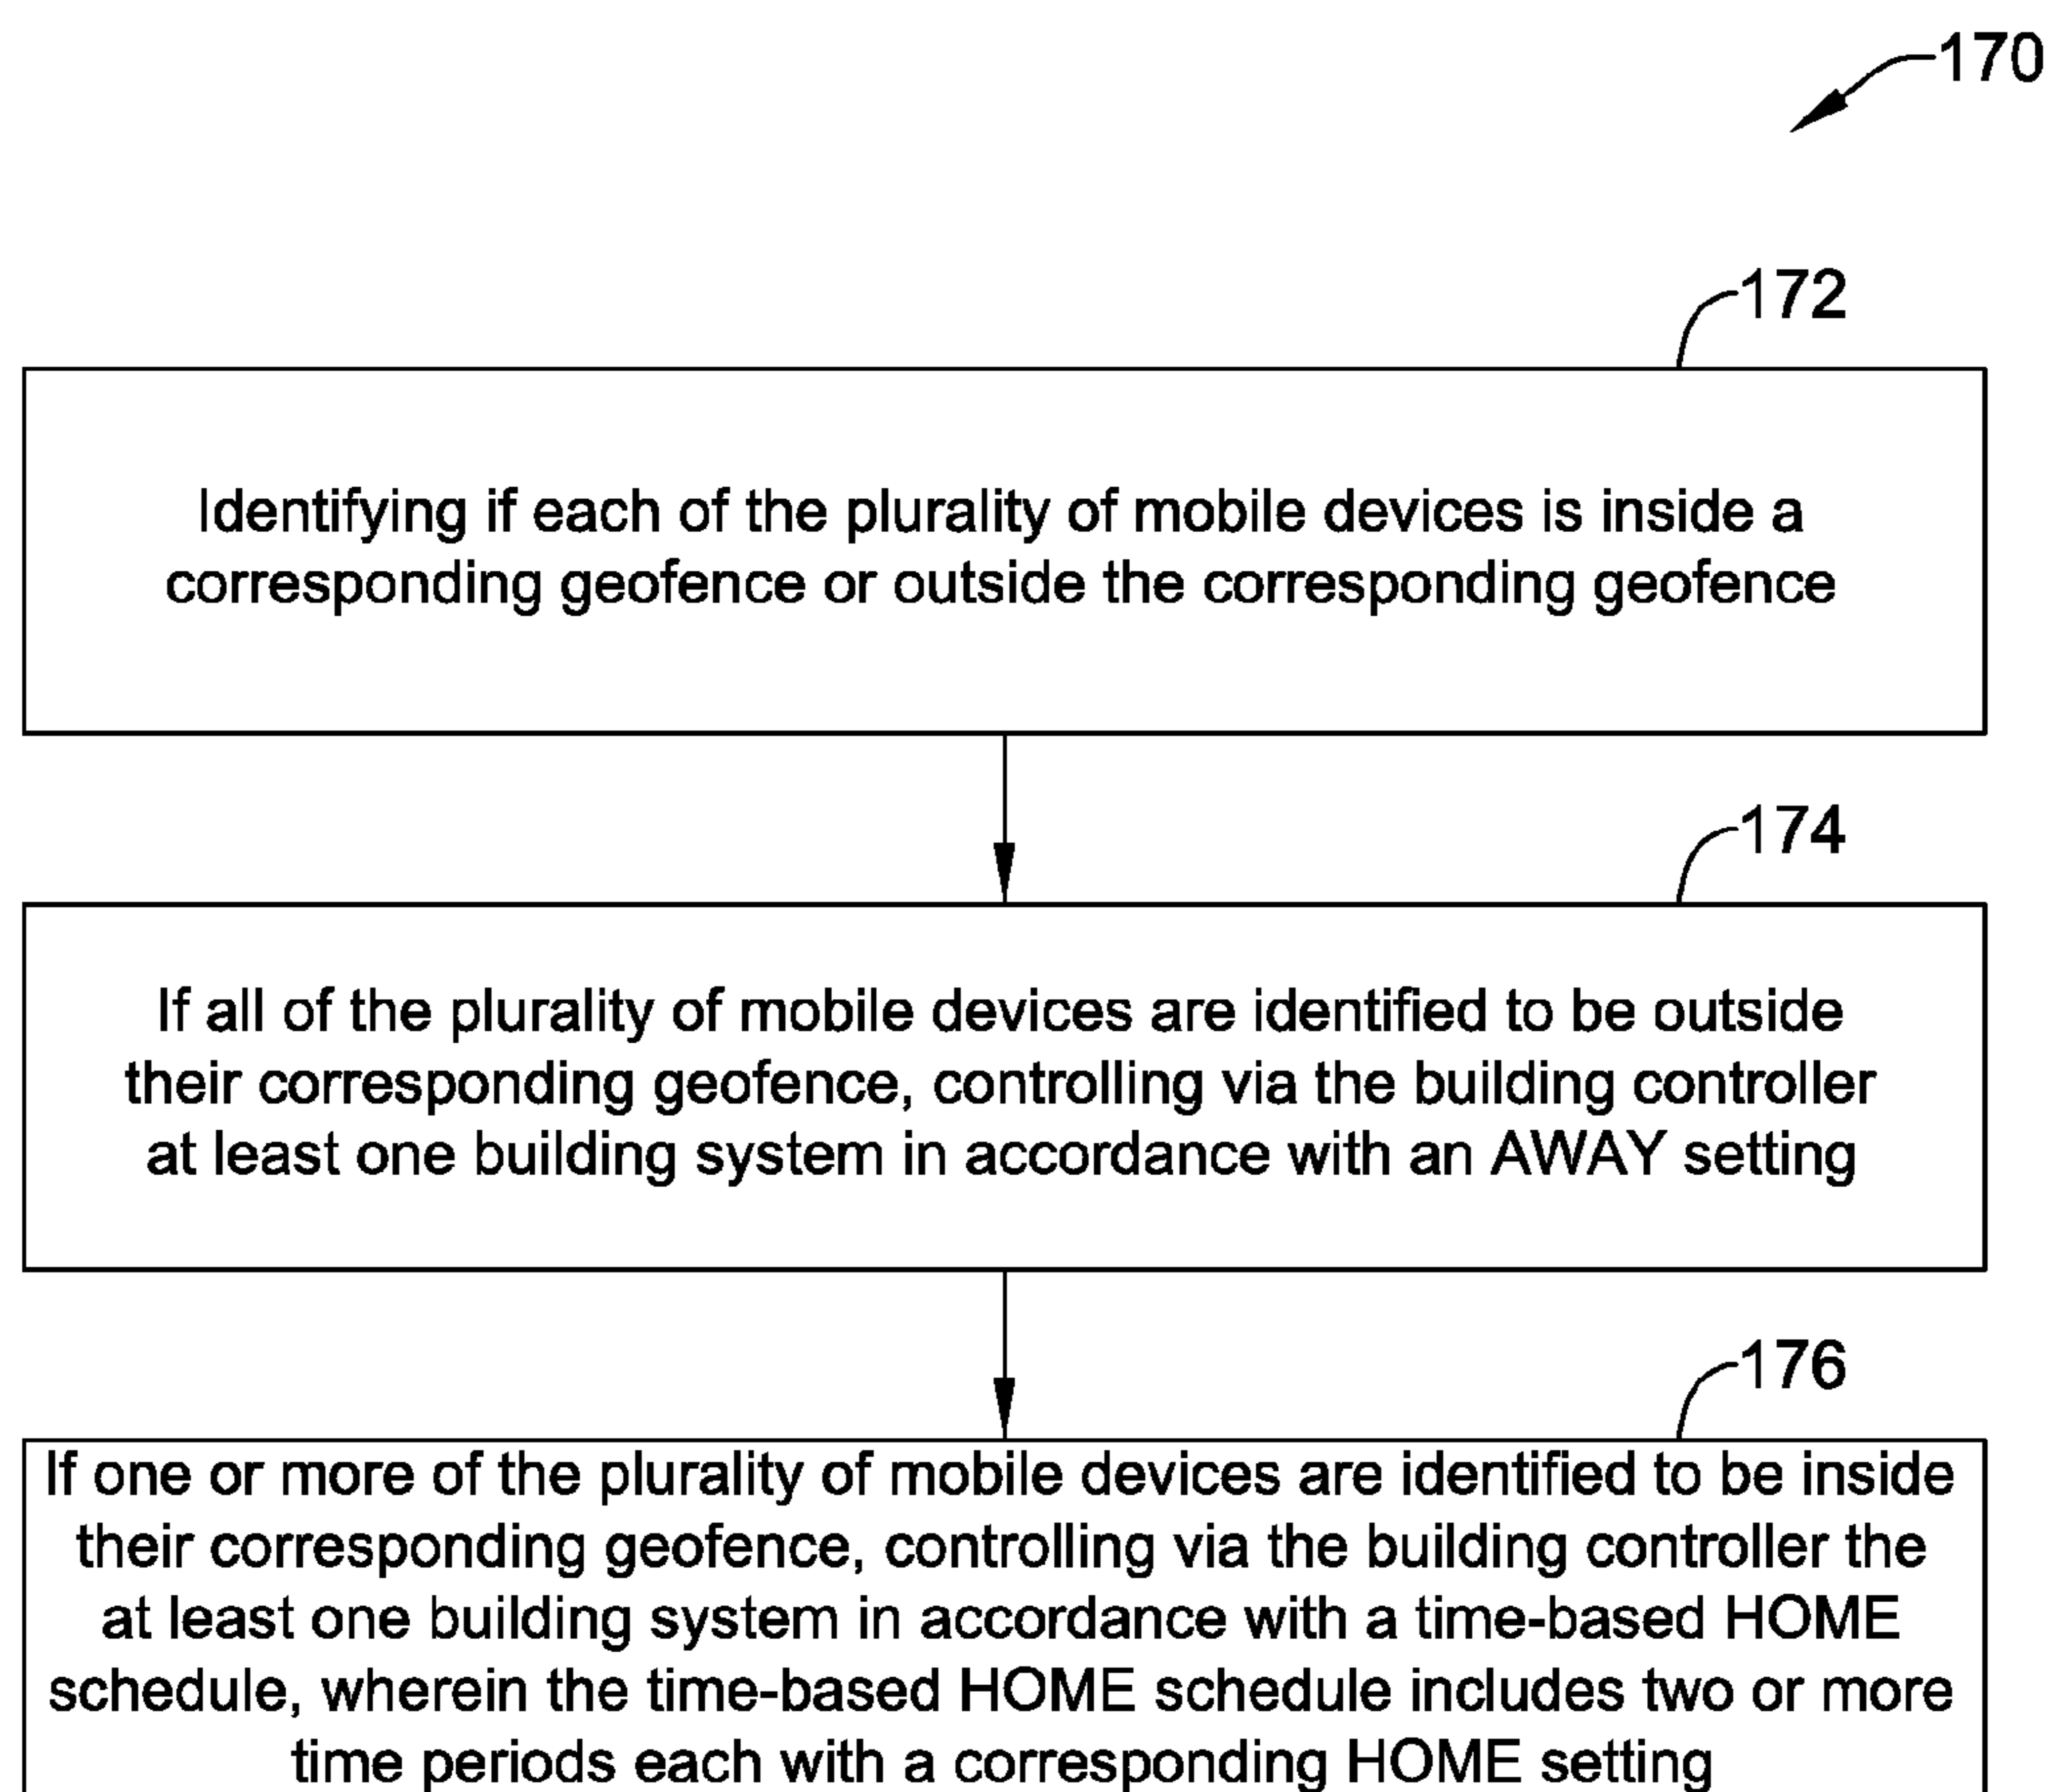 170
172
Identifying if each of the plurality of mobile devices is inside a
corresponding geofence or outside the corresponding geofence
174
If all of the plurality of mobile devices are identified to be outside
their corresponding geofence, controlling via the building controller
at least one building system in accordance with an AWAY setting
176
If one or more of the plurality of mobile devices are identified to be inside
their corresponding geofence, controlling via the building controller the
at least one building system in accordance with a time-based HOME
schedule, wherein the time-based HOME schedule includes two or more
time periods each with a corresponding HOME setting